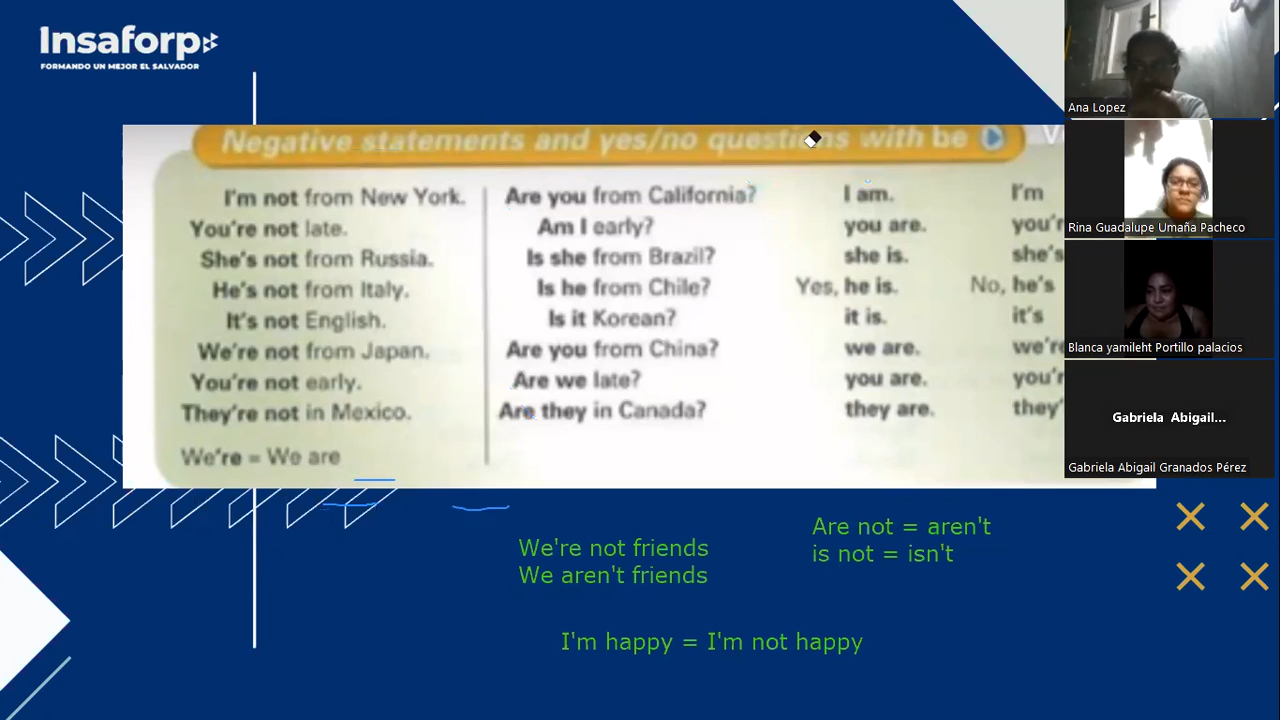 Insaforp
FORMANDO UN MEJOR EL SALVADOR
Negative statements and yes/no questions with be
I'm not from New York.
You're not late.
She's not from Russia.
He's not from Italy.
It's not English.
We're not from Japan.
You're not early.
They're not in Mexico.
We're = We are
Are you from California?
Am I early?
Is she from Brazil?
Is he from Chile?
Is it Korean?
Are you from China?
Are we late?
Are they in Canada?
I am.
you are.
she is.
Yes, he is.
it is.
we are.
you are.
they are.
I'm
you'r
she's
No, he's
it's
we're
you'r
they'
We're not friends
We aren't friends
Are not = aren't
is not = isn't
I'm happy = I'm not happy
Ana Lopez
Rina Guadalupe Umaña Pacheco
Blanca yamileht Portillo palacios
Gabriela Abigail...
Gabriela Abigail Granados Pérez